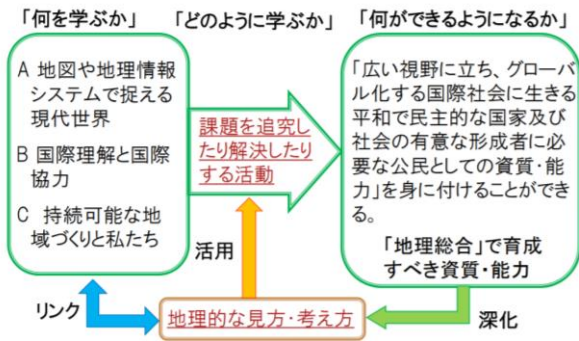 「何を学ぶか」
「どのように学ぶか」
「何ができるようになるか」
A 地図や地理情報
システムで捉える
現代世界
B 国際理解と国際
協力
C 持続可能な地
域づくりと私たち
課題を追究し
たり解決したり
する活動
「広い視野に立ち、グローバ
ル化する国際社会に生きる
平和で民主的な国家及び
社会の有意な形成者に必
要な公民としての資質・能
力」を身に付けることができ
る。
「地理総合」で育成
すべき資質・能力
活用
リンク
地理的な見方・考え方
深化